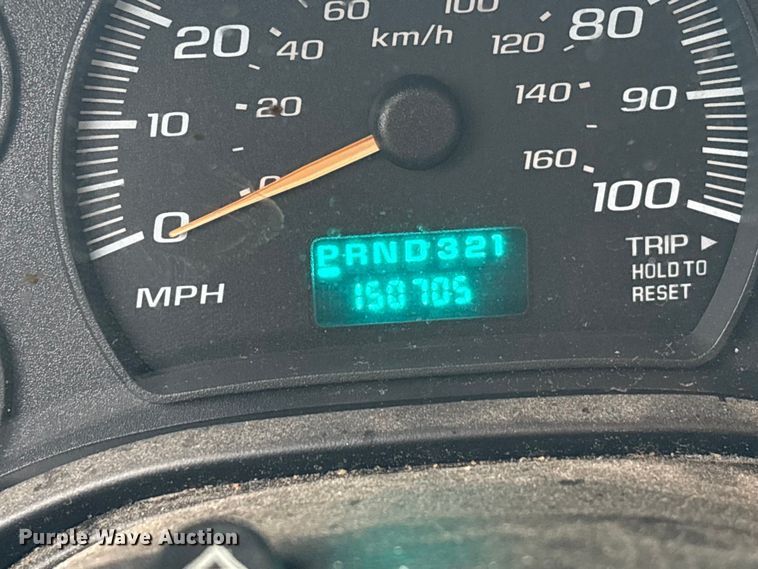 60 100
20 40 km/h 120 80
10 20 140 90
0 0 160 100
PRND321
150705
MPH
TRIP ▶
HOLD TO
RESET
Purple Wave Auction